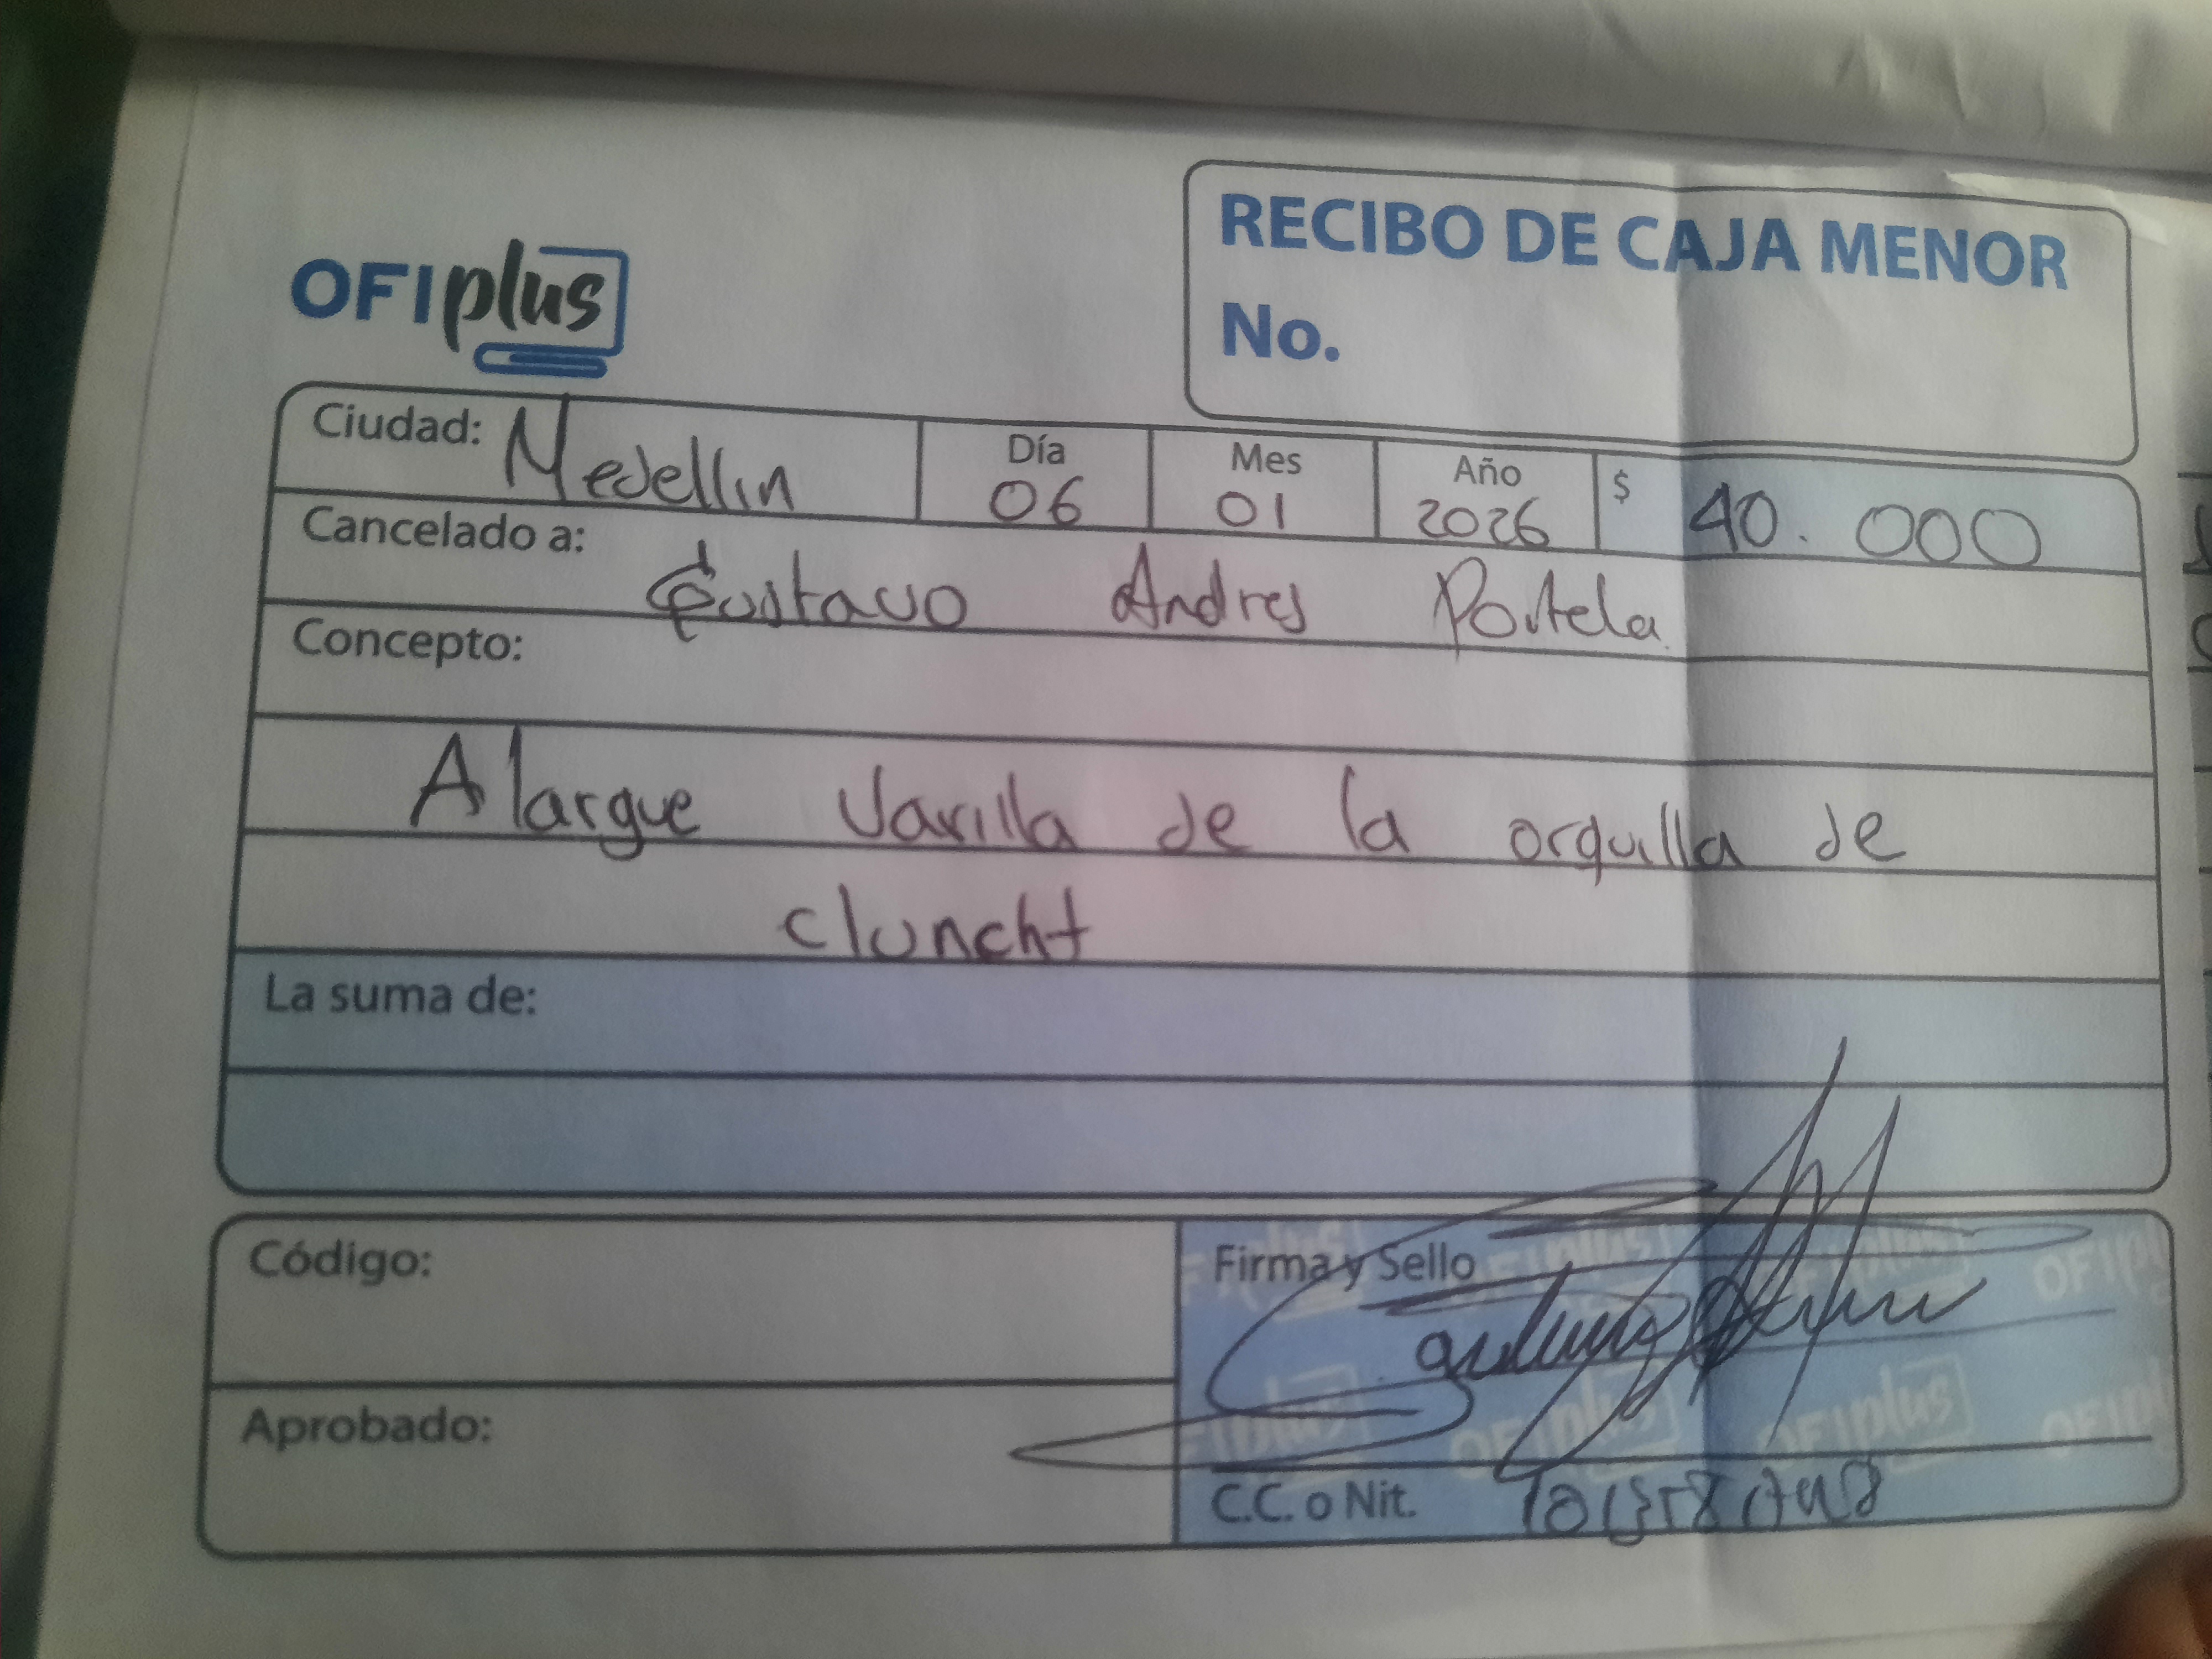 OFIplus
RECIBO DE CAJA MENOR
No.
Ciudad: Medellin
Día 06
Mes 01
Año 2026
$ 40.000
Cancelado a: Gustavo Andres Portela
Concepto:
Alargue varilla de la orquilla de
cluncht
La suma de:
Código:
Aprobado:
Firma y Sello
C.C. o Nit.